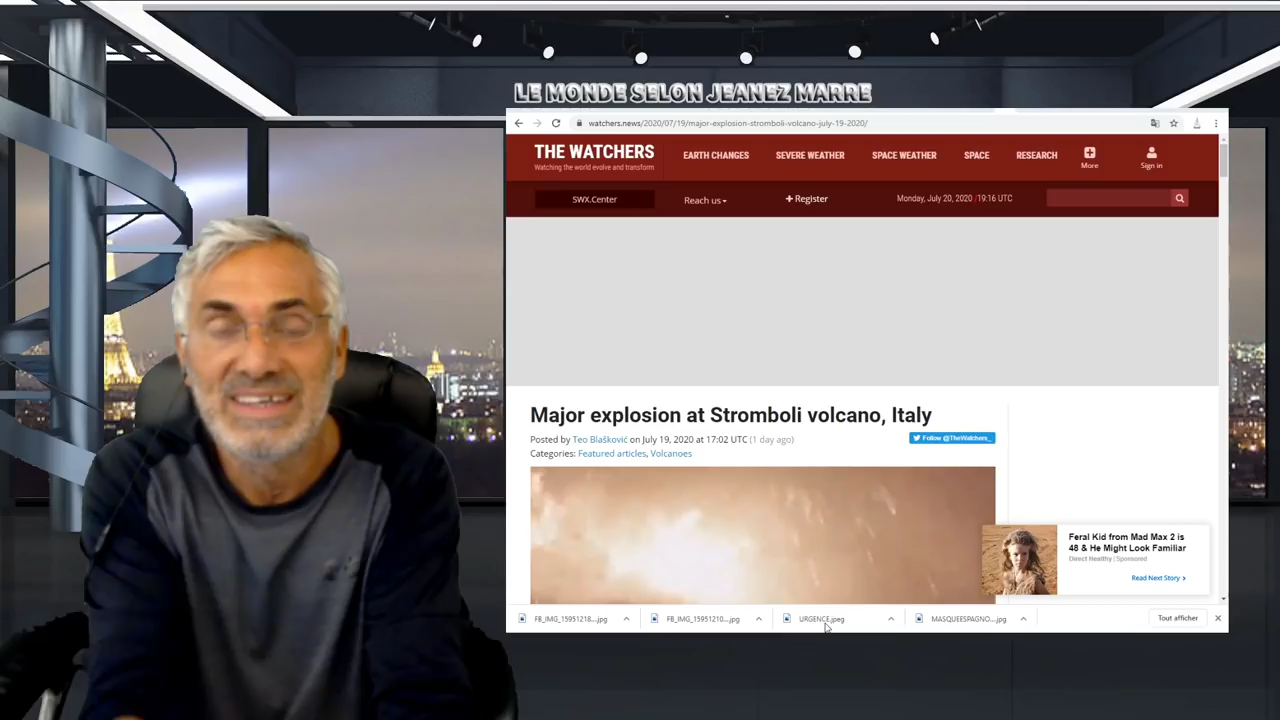 LE MONDE SELON JEANEZ MARRE
watchers.news/2020/07/19/major-explosion-stromboli-volcano-july-19-2020/
THE WATCHERS
Watching the world evolve and transform
EARTH CHANGES
SEVERE WEATHER
SPACE WEATHER
SPACE
RESEARCH
More
Sign in
SWX.Center
Reach us
Register
Monday, July 20, 2020 /19:16 UTC
Major explosion at Stromboli volcano, Italy
Posted by Teo Blašković on July 19, 2020 at 17:02 UTC (1 day ago)
Follow @TheWatchers_
Categories: Featured articles, Volcanoes
Feral Kid from Mad Max 2 is
48 & He Might Look Familiar
Direct Healthy | Sponsored
Read Next Story
FB_IMG_15951218....jpg
FB_IMG_15951210....jpg
URGENCE.jpeg
MASQUEESPAGNO....jpg
Tout afficher